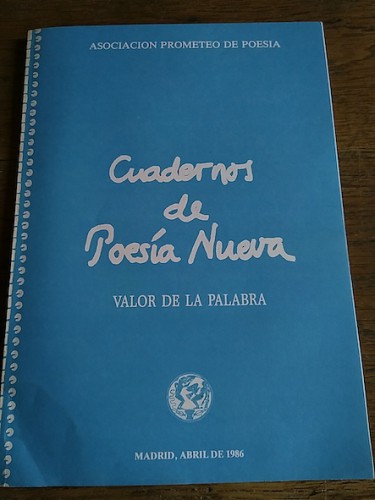 ASOCIACION PROMETEO DE POESIA
Cuadernos
de
Poesía Nueva
VALOR DE LA PALABRA
MADRID, ABRIL DE 1986